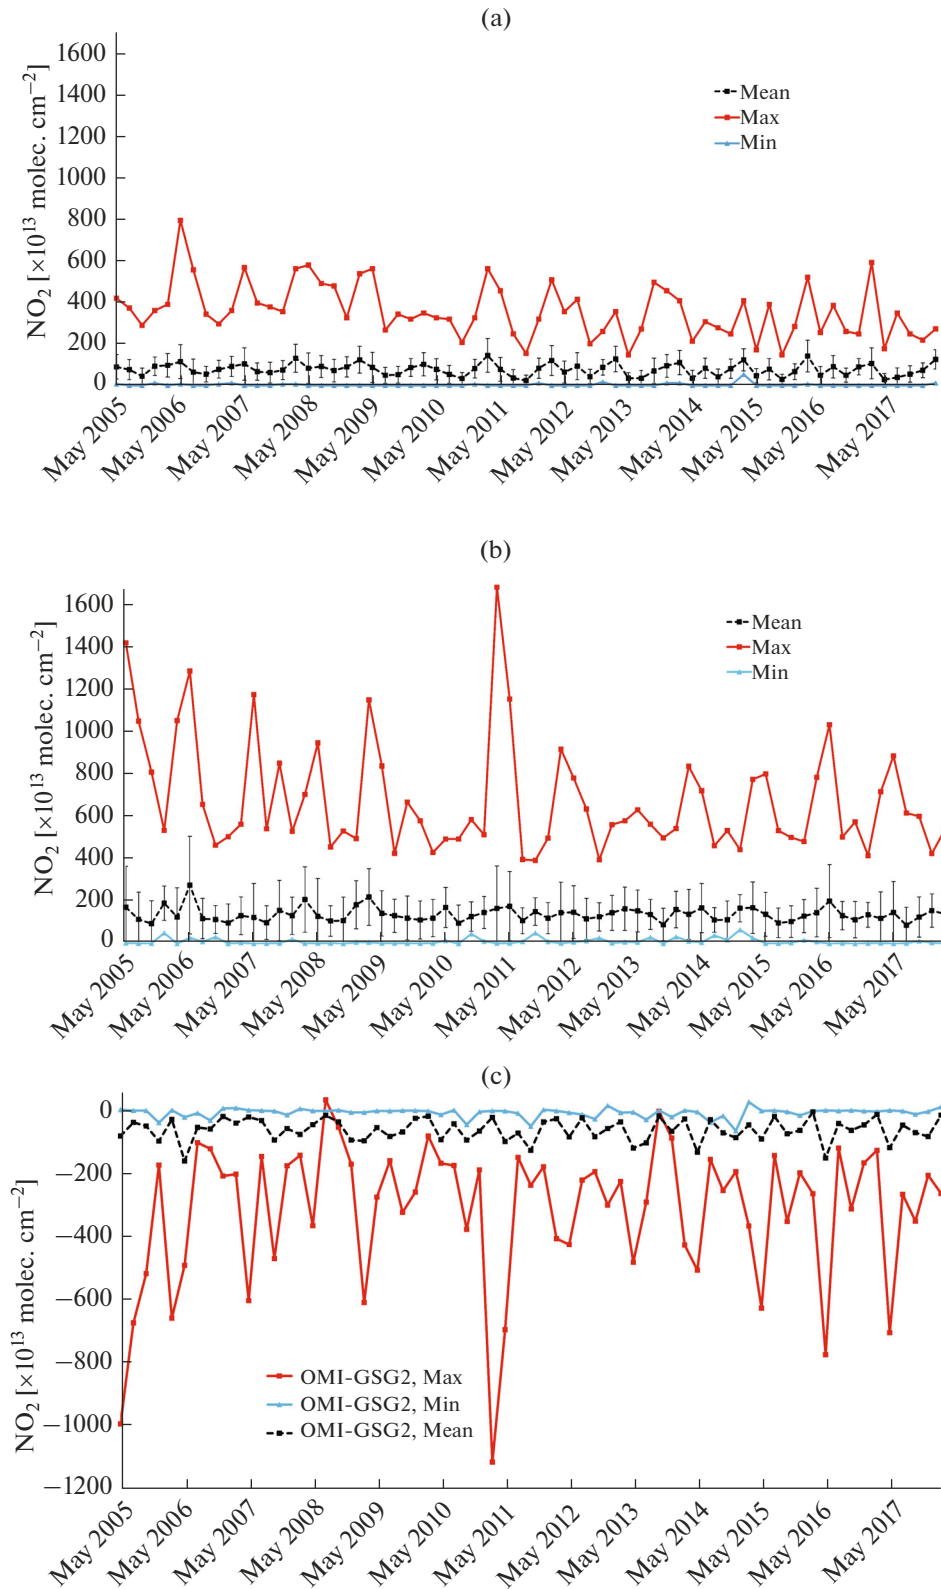 (a)
NO2 [×10^13 molec. cm^−2]
1600
1400
1200
1000
800
600
400
200
0
Mean
Max
Min
May 2005
May 2006
May 2007
May 2008
May 2009
May 2010
May 2011
May 2012
May 2013
May 2014
May 2015
May 2016
May 2017
(b)
NO2 [×10^13 molec. cm^−2]
1600
1400
1200
1000
800
600
400
200
0
Mean
Max
Min
May 2005
May 2006
May 2007
May 2008
May 2009
May 2010
May 2011
May 2012
May 2013
May 2014
May 2015
May 2016
May 2017
(c)
NO2 [×10^13 molec. cm^−2]
0
−200
−400
−600
−800
−1000
−1200
OMI-GSG2, Max
OMI-GSG2, Min
OMI-GSG2, Mean
May 2005
May 2006
May 2007
May 2008
May 2009
May 2010
May 2011
May 2012
May 2013
May 2014
May 2015
May 2016
May 2017